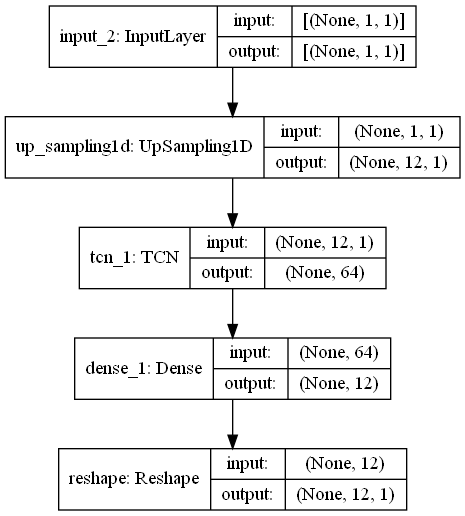 input_2: InputLayer
input:
[(None, 1, 1)]
output:
[(None, 1, 1)]
up_sampling1d: UpSampling1D
input:
(None, 1, 1)
output:
(None, 12, 1)
tcn_1: TCN
input:
(None, 12, 1)
output:
(None, 64)
dense_1: Dense
input:
(None, 64)
output:
(None, 12)
reshape: Reshape
input:
(None, 12)
output:
(None, 12, 1)